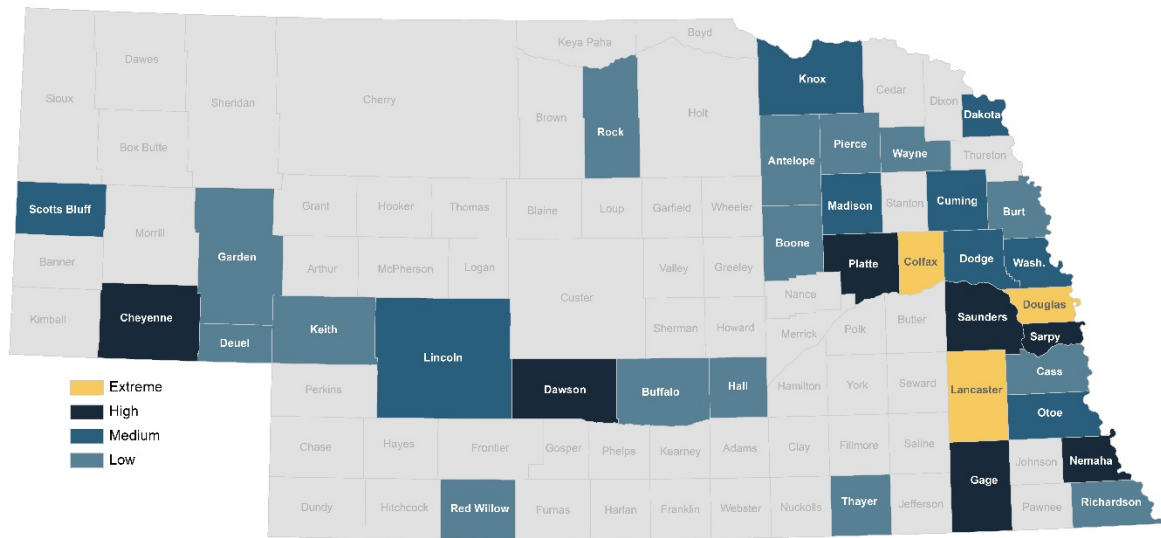 Boyd
Keya Paha
Dawes
Knox
Cedar
Sioux
Sheridan
Cherry
Dixon
Dakota
Brown
Rock
Holt
Box Butte
Pierce
Wayne
Thurston
Antelope
Scotts Bluff
Grant
Hooker
Thomas
Blaine
Loup
Garfield
Wheeler
Madison
Stanton
Cuming
Burt
Morrill
Boone
Banner
Garden
Arthur
McPherson
Logan
Valley
Greeley
Platte
Colfax
Dodge
Wash.
Custer
Nance
Kimball
Cheyenne
Keith
Sherman
Howard
Merrick
Polk
Butler
Saunders
Douglas
Deuel
Lincoln
Sarpy
Cass
Perkins
Dawson
Buffalo
Hall
Hamilton
York
Seward
Lancaster
Otoe
Extreme
High
Medium
Low
Chase
Hayes
Frontier
Gosper
Phelps
Kearney
Adams
Clay
Fillmore
Saline
Johnson
Nemaha
Gage
Dundy
Hitchcock
Red Willow
Furnas
Harlan
Franklin
Webster
Nuckolls
Thayer
Jefferson
Pawnee
Richardson